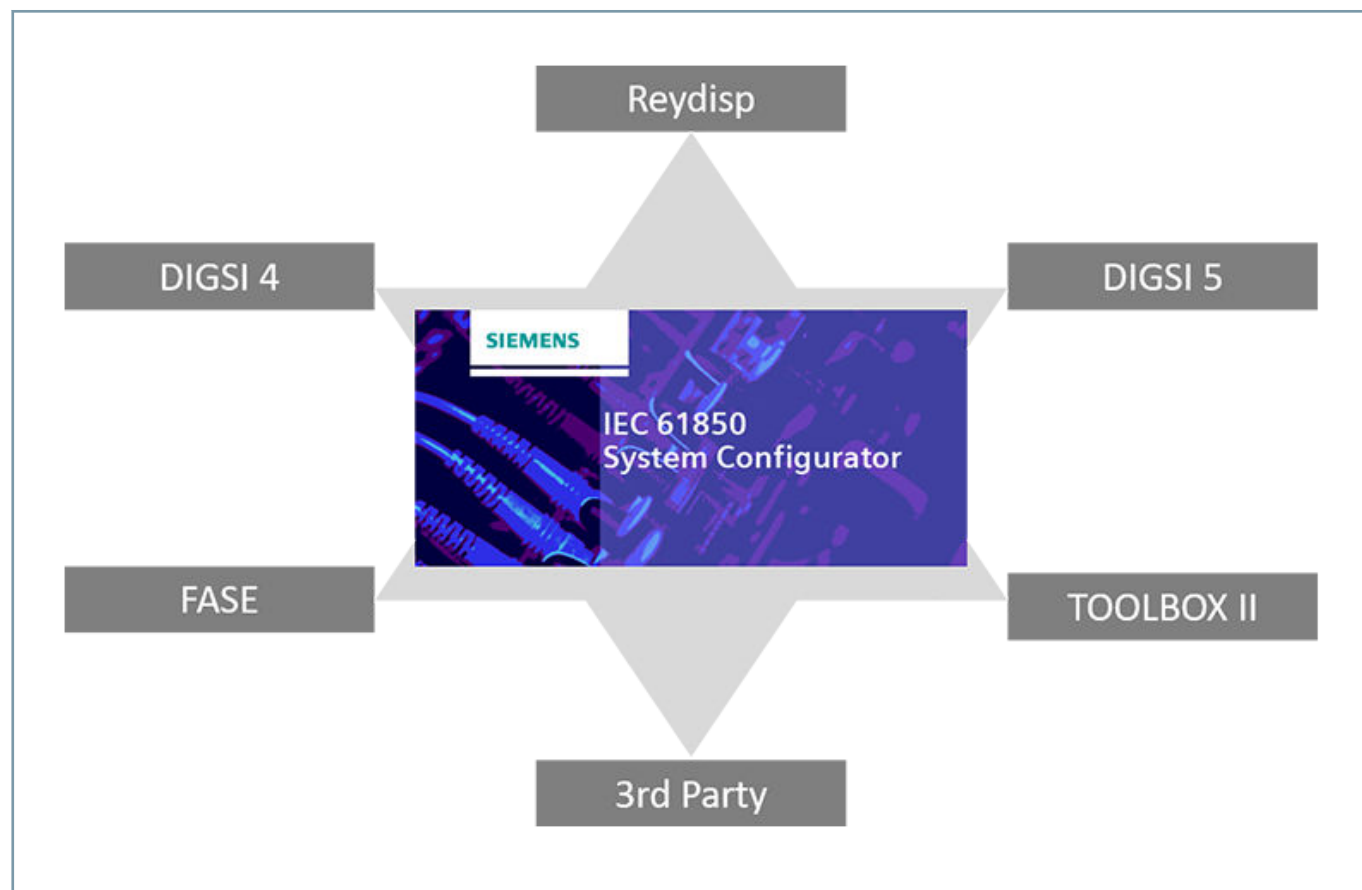 Reydisp
DIGSI 4
DIGSI 5
SIEMENS
IEC 61850
System Configurator
FASE
TOOLBOX II
3rd Party